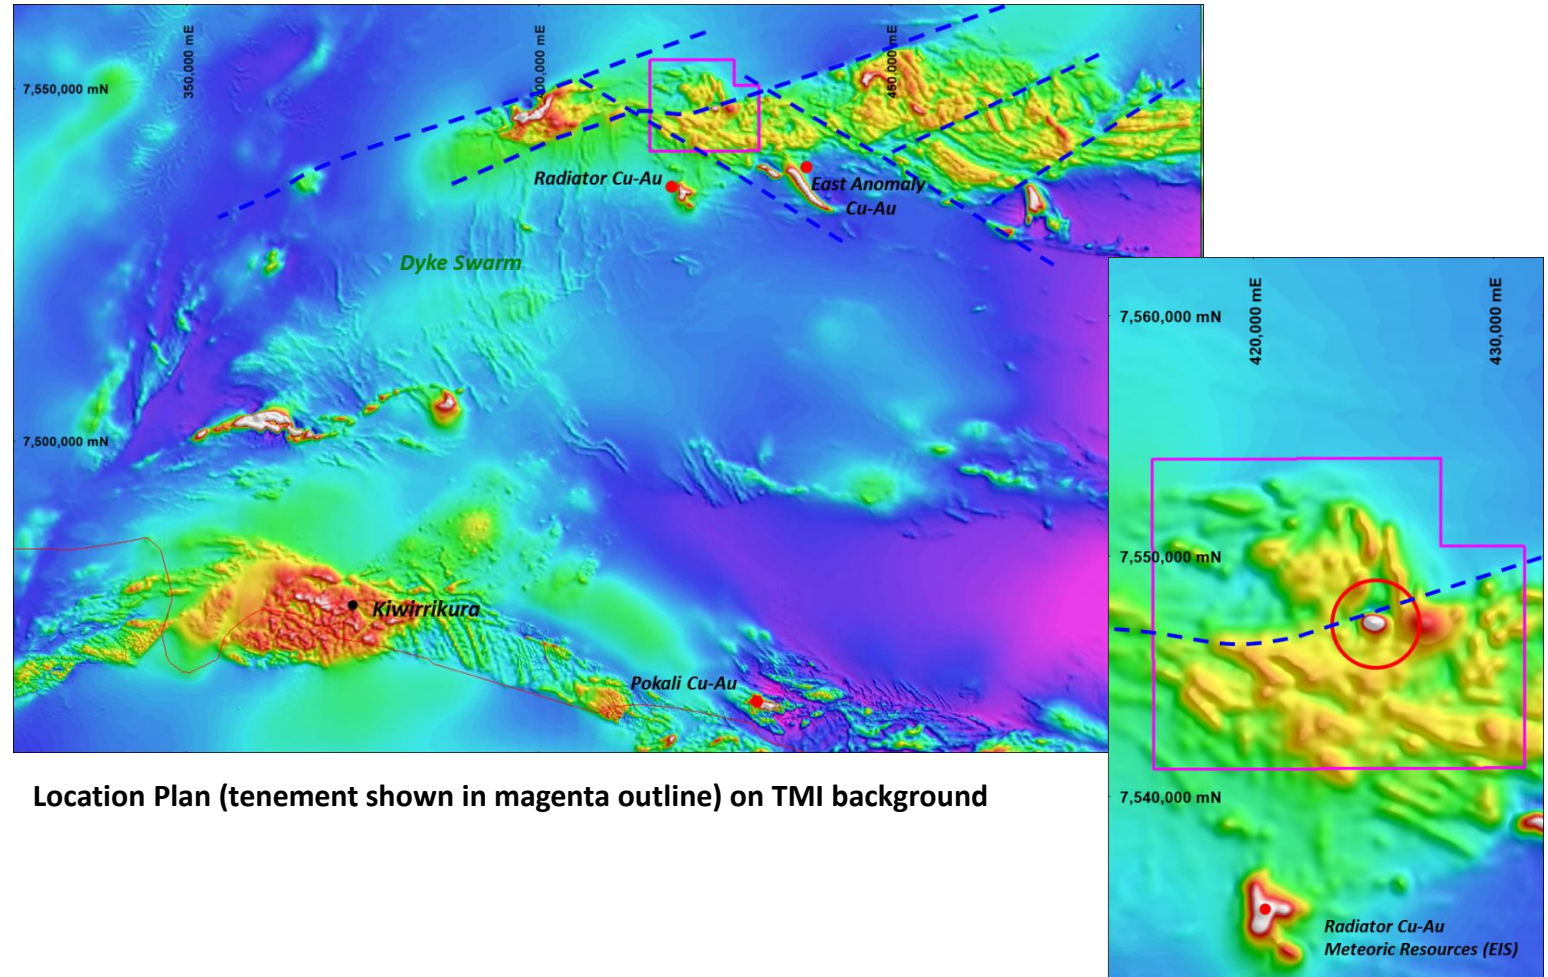 350,000 mE
400,000 mE
450,000 mE
7,550,000 mN
Radiator Cu-Au
East Anomaly
Cu-Au
Dyke Swarm
7,500,000 mN
Kiwirrikura
Pokali Cu-Au
Location Plan (tenement shown in magenta outline) on TMI background
420,000 mE
430,000 mE
7,560,000 mN
7,550,000 mN
7,540,000 mN
Radiator Cu-Au
Meteoric Resources (EIS)